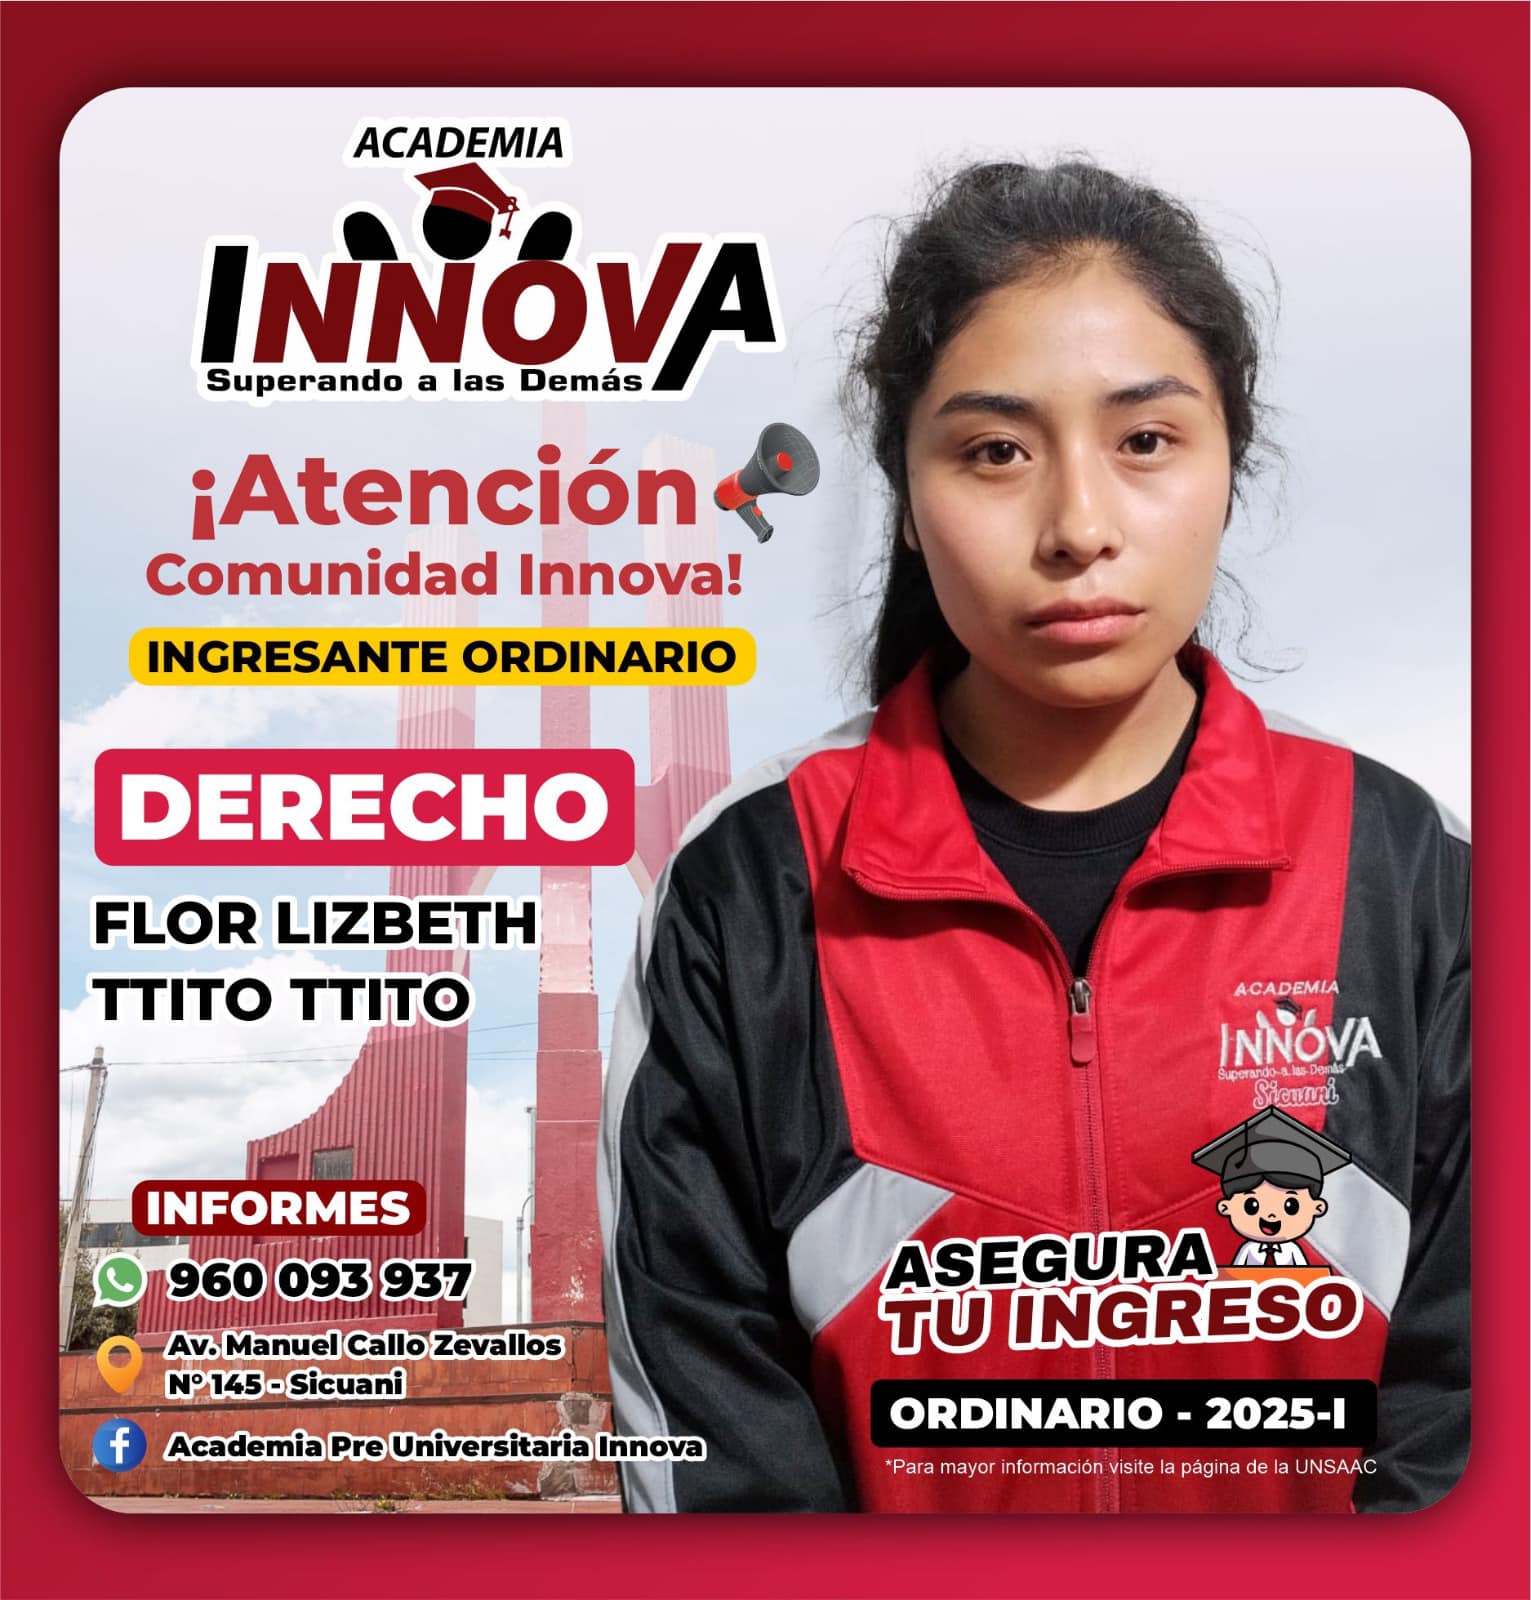 ACADEMIA
INNOVA
Superando a las Demás
¡Atención
Comunidad Innova!
INGRESANTE ORDINARIO
DERECHO
FLOR LIZBETH
TTITO TTITO
ACADEMIA
INNOVA
Superando a las Demás
Sicuani
INFORMES
960 093 937
Av. Manuel Callo Zevallos
N° 145 - Sicuani
Academia Pre Universitaria Innova
ASEGURA
TU INGRESO
ORDINARIO - 2025-I
*Para mayor información visite la página de la UNSAAC